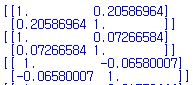 [[1.         0.20586964]
[0.20586964 1.        ]]
[[1.         0.07266584]
[0.07266584 1.        ]]
[[ 1.         -0.06580007]
[-0.06580007  1.        ]]